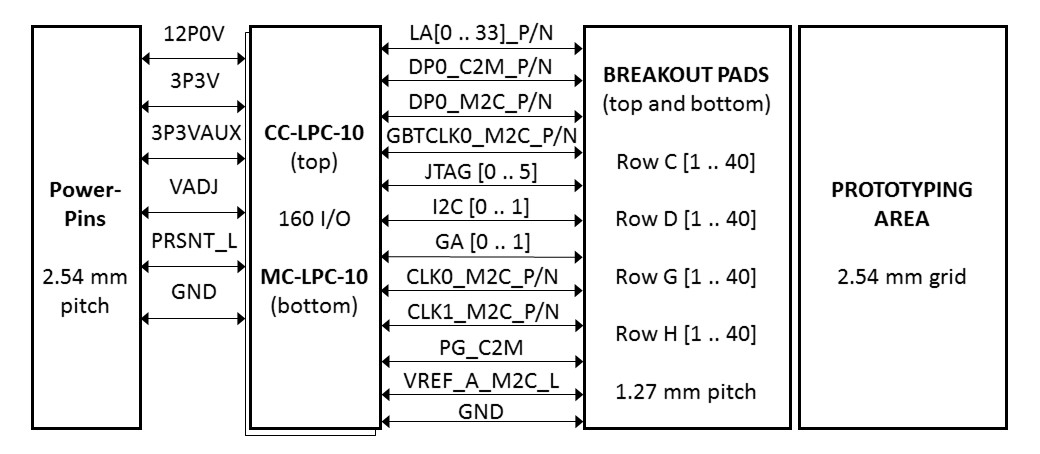 Power-
Pins
2.54 mm
pitch
12P0V
3P3V
3P3VAUX
VADJ
PRSNT_L
GND
CC-LPC-10
(top)
160 I/O
MC-LPC-10
(bottom)
LA[0 .. 33]_P/N
DP0_C2M_P/N
DP0_M2C_P/N
GBTCLK0_M2C_P/N
JTAG [0 .. 5]
I2C [0 .. 1]
GA [0 .. 1]
CLK0_M2C_P/N
CLK1_M2C_P/N
PG_C2M
VREF_A_M2C_L
GND
BREAKOUT PADS
(top and bottom)
Row C [1 .. 40]
Row D [1 .. 40]
Row G [1 .. 40]
Row H [1 .. 40]
1.27 mm pitch
PROTOTYPING
AREA
2.54 mm grid